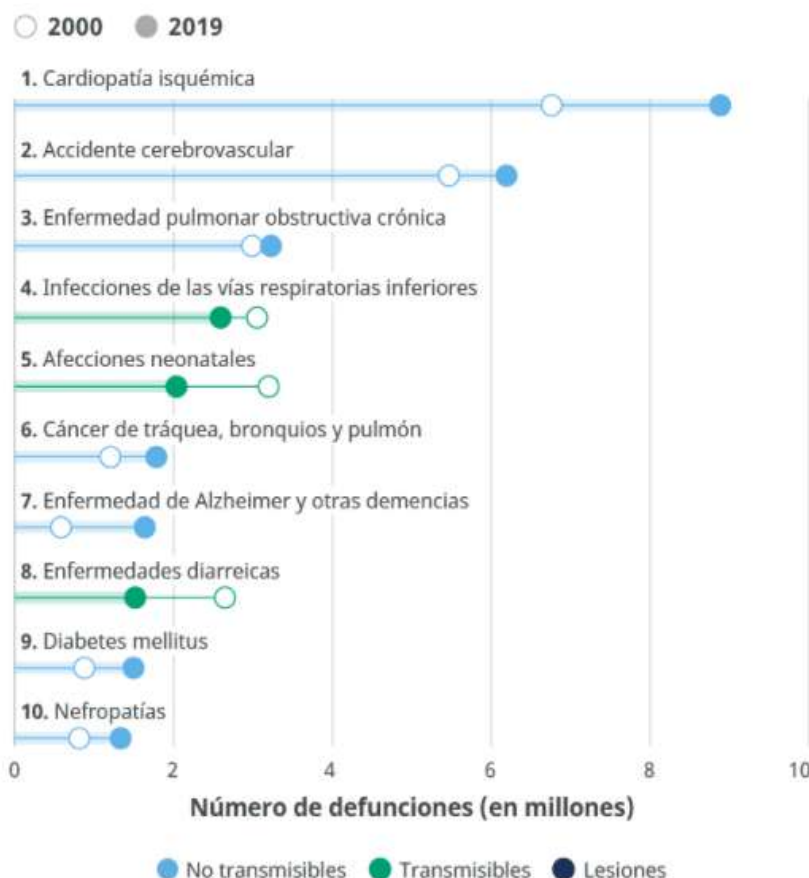 2000 2019
1. Cardiopatía isquémica
2. Accidente cerebrovascular
3. Enfermedad pulmonar obstructiva crónica
4. Infecciones de las vías respiratorias inferiores
5. Afecciones neonatales
6. Cáncer de tráquea, bronquios y pulmón
7. Enfermedad de Alzheimer y otras demencias
8. Enfermedades diarreicas
9. Diabetes mellitus
10. Nefropatías
0 2 4 6 8 10
Número de defunciones (en millones)
No transmisibles Transmisibles Lesiones